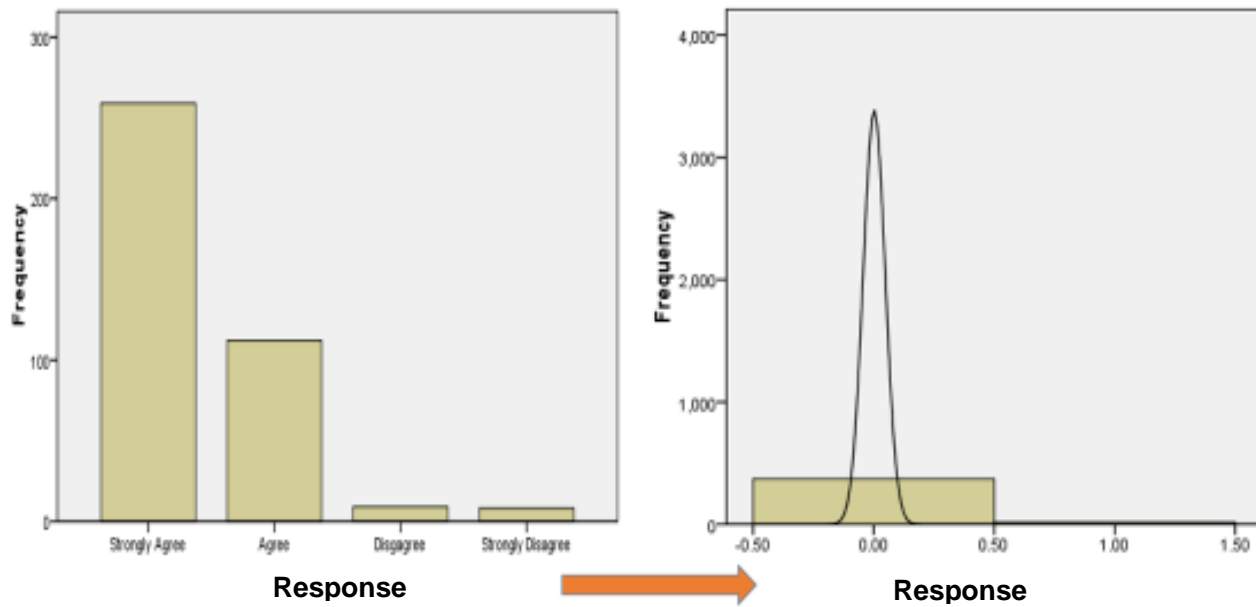 300
200
100
0
Frequency
Strongly Agree
Agree
Disgagree
Strongly Disagree
Response
4,000
3,000
2,000
1,000
0
Frequency
-0.50
0.00
0.50
1.00
1.50
Response